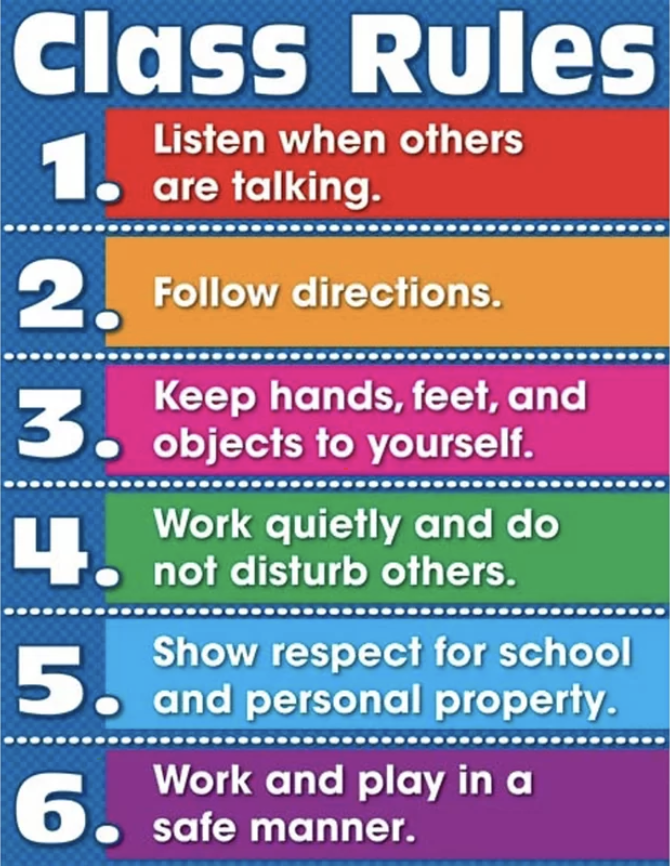 Class Rules
1. Listen when others
are talking.
2. Follow directions.
3. Keep hands, feet, and
objects to yourself.
4. Work quietly and do
not disturb others.
5. Show respect for school
and personal property.
6. Work and play in a
safe manner.